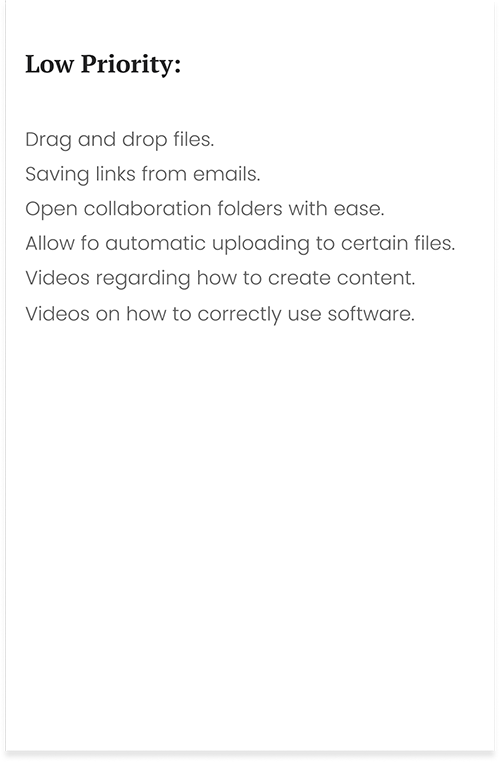 Low Priority:
Drag and drop files.
Saving links from emails.
Open collaboration folders with ease.
Allow fo automatic uploading to certain files.
Videos regarding how to create content.
Videos on how to correctly use software.